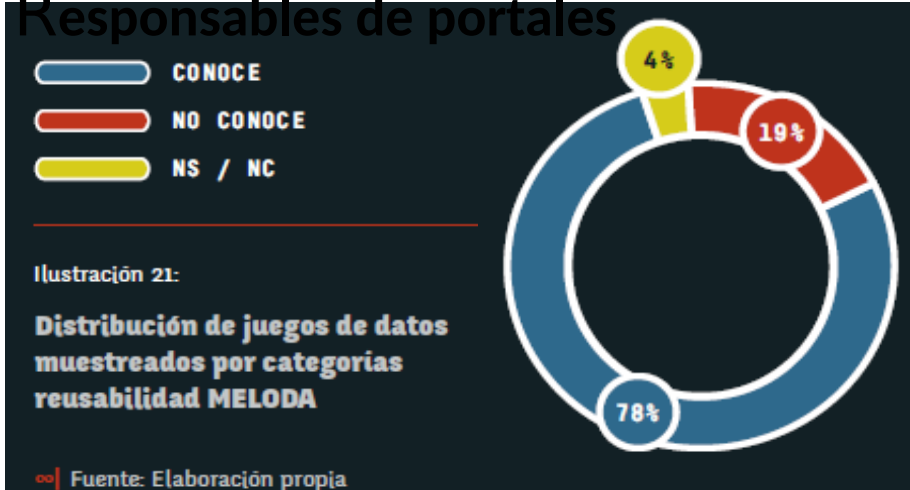 Responsables de portales
CONOCE
NO CONOCE
NS / NC
4%
19%
78%
Ilustración 21:
Distribución de juegos de datos
muestreados por categorías
reusabilidad MELODA
∞| Fuente: Elaboración propia